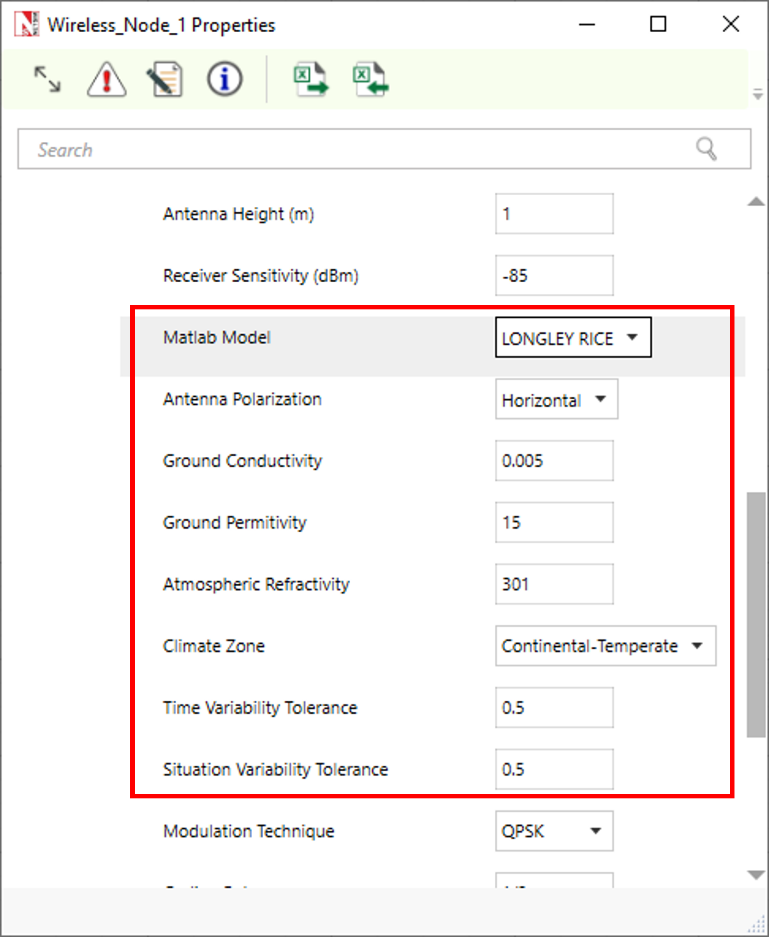 Wireless_Node_1 Properties
Search
Antenna Height (m) 1
Receiver Sensitivity (dBm) -85
Matlab Model LONGLEY RICE
Antenna Polarization Horizontal
Ground Conductivity 0.005
Ground Permitivity 15
Atmospheric Refractivity 301
Climate Zone Continental-Temperate
Time Variability Tolerance 0.5
Situation Variability Tolerance 0.5
Modulation Technique QPSK